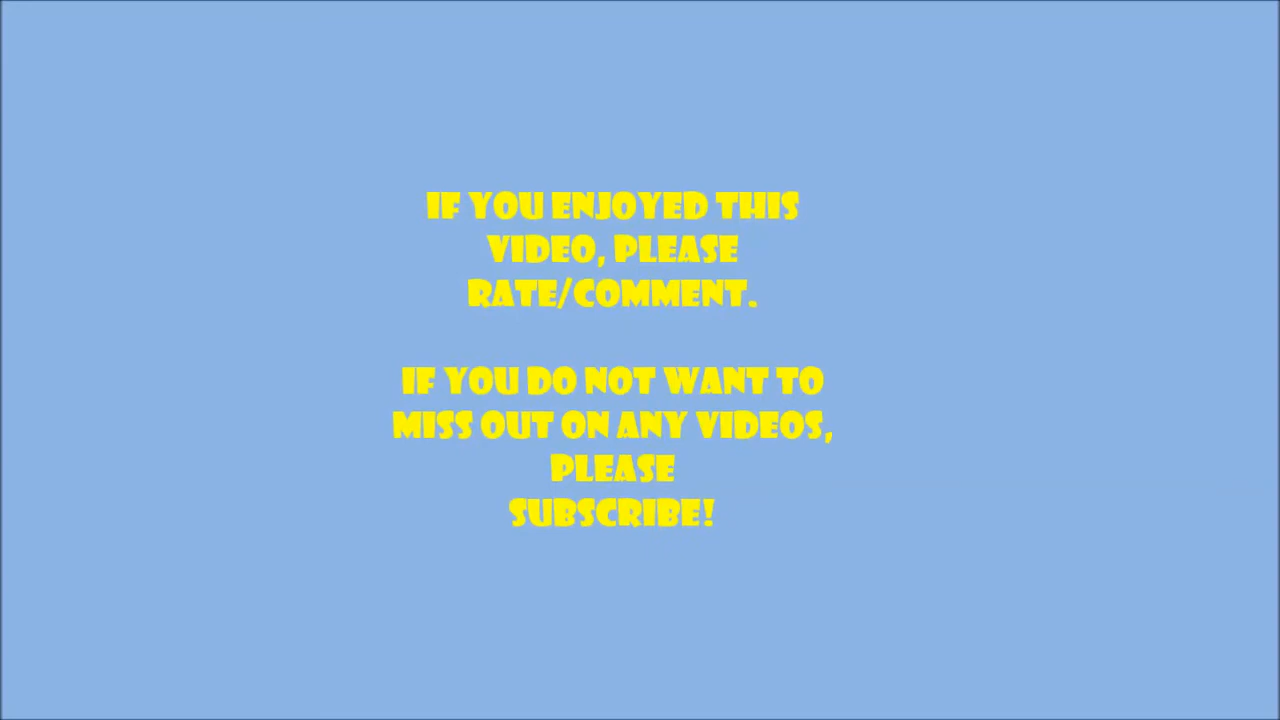 IF YOU ENJOYED THIS
VIDEO, PLEASE
RATE/COMMENT.
IF YOU DO NOT WANT TO
MISS OUT ON ANY VIDEOS,
PLEASE
SUBSCRIBE!